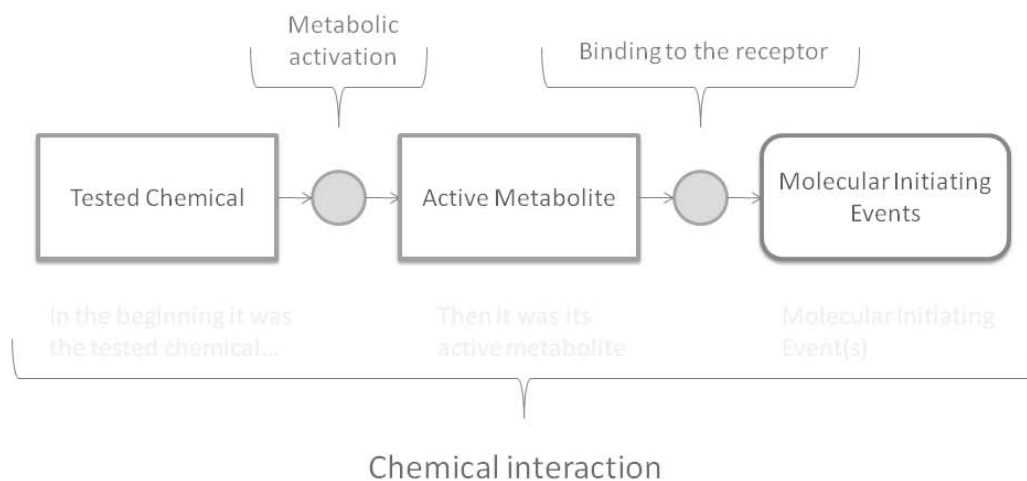 Metabolic
activation
Binding to the receptor
Tested Chemical
Active Metabolite
Molecular Initiating
Events
In the beginning it was
the tested chemical...
Then it was its
active metabolite
Molecular Initiating
Event(s)
Chemical interaction